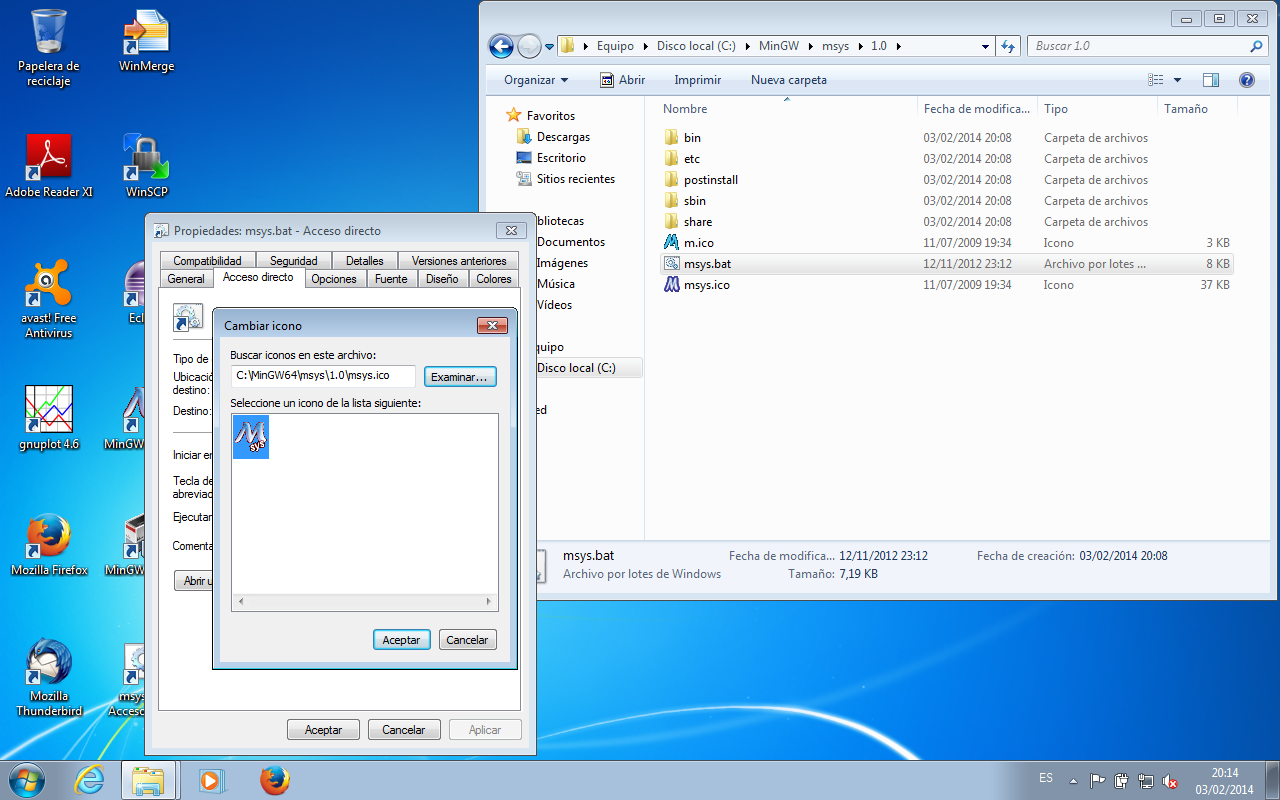 Papelera de
reciclaje
WinMerge
Adobe Reader XI
WinSCP
avast! Free
Antivirus
Ecl
gnuplot 4.6
MinGW
Mozilla Firefox
MinGW
Mozilla
Thunderbird
msys
Acceso
Equipo
Disco local (C:)
MinGW
msys
1.0
Buscar 1.0
Organizar
Abrir
Imprimir
Nueva carpeta
Favoritos
Descargas
Escritorio
Sitios recientes
bliotecas
Documentos
Imágenes
Música
Vídeos
quipo
Disco local (C:)
ed
Nombre Fecha de modifica... Tipo Tamaño
bin 03/02/2014 20:08 Carpeta de archivos
etc 03/02/2014 20:08 Carpeta de archivos
postinstall 03/02/2014 20:08 Carpeta de archivos
sbin 03/02/2014 20:08 Carpeta de archivos
share 03/02/2014 20:08 Carpeta de archivos
m.ico 11/07/2009 19:34 Icono 3 KB
msys.bat 12/11/2012 23:12 Archivo por lotes ... 8 KB
msys.ico 11/07/2009 19:34 Icono 37 KB
msys.bat Fecha de modifica... 12/11/2012 23:12 Fecha de creación: 03/02/2014 20:08
Archivo por lotes de Windows Tamaño: 7,19 KB
Propiedades: msys.bat - Acceso directo
Compatibilidad Seguridad Detalles Versiones anteriores
General Acceso directo Opciones Fuente Diseño Colores
Tipo de
Ubicació
destino:
Destino:
Iniciar en
Tecla de
abreviad
Ejecutar
Comenta
Abrir u
Cambiar icono
Buscar iconos en este archivo:
C:\MinGW64\msys\1.0\msys.ico
Examinar...
Seleccione un icono de la lista siguiente:
M
sys
Aceptar Cancelar
Aceptar Cancelar Aplicar
ES
20:14
03/02/2014